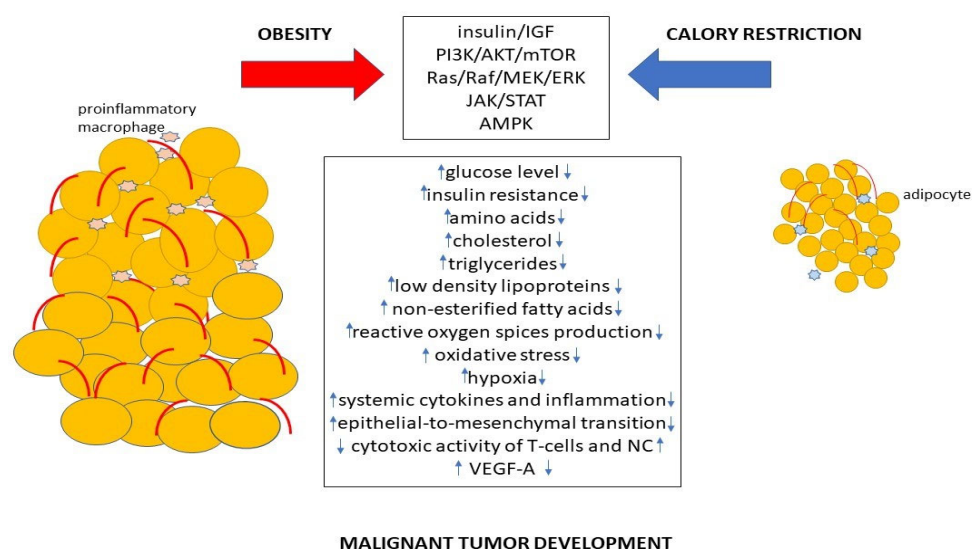 OBESITY
insulin/IGF
PI3K/AKT/mTOR
Ras/Raf/MEK/ERK
JAK/STAT
AMPK
CALORY RESTRICTION
proinflammatory
macrophage
adipocyte
↑glucose level↓
↑insulin resistance↓
↑amino acids↓
↑cholesterol↓
↑triglycerides↓
↑low density lipoproteins↓
↑ non-esterified fatty acids↓
↑reactive oxygen spices production↓
↑ oxidative stress↓
↑hypoxia↓
↑systemic cytokines and inflammation↓
↑epithelial-to-mesenchymal transition↓
↓ cytotoxic activity of T-cells and NC↑
↑ VEGF-A ↓
MALIGNANT TUMOR DEVELOPMENT